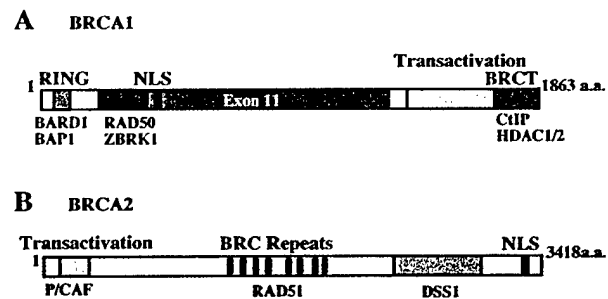 A BRCA1
Transactivation
RING NLS BRCT
1 1863 a.a.
Exon 11
BARD1 RAD50 CtIP
BAP1 ZBRK1 HDAC1/2
B BRCA2
Transactivation BRC Repeats NLS
1 3418a.a.
P/CAF RAD51 DSS1